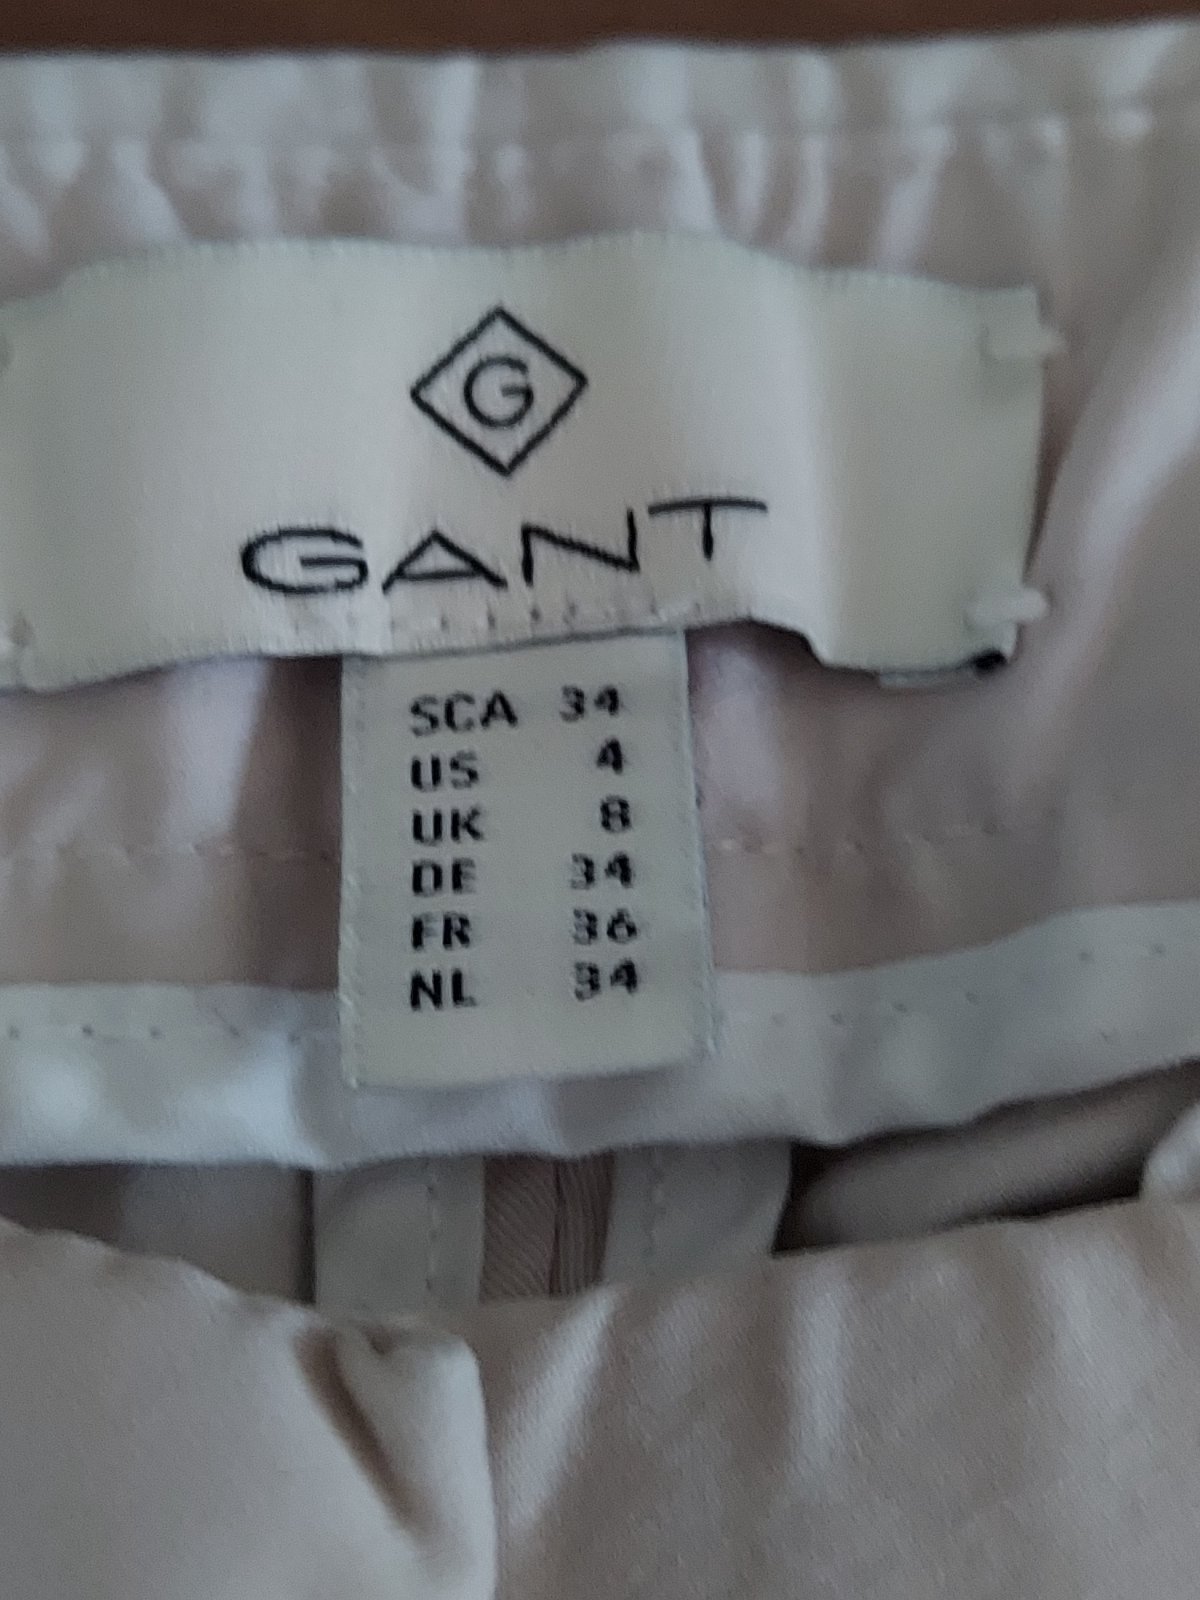 G
GANT
SCA 34
US 4
UK 8
DE 34
FR 36
NL 34